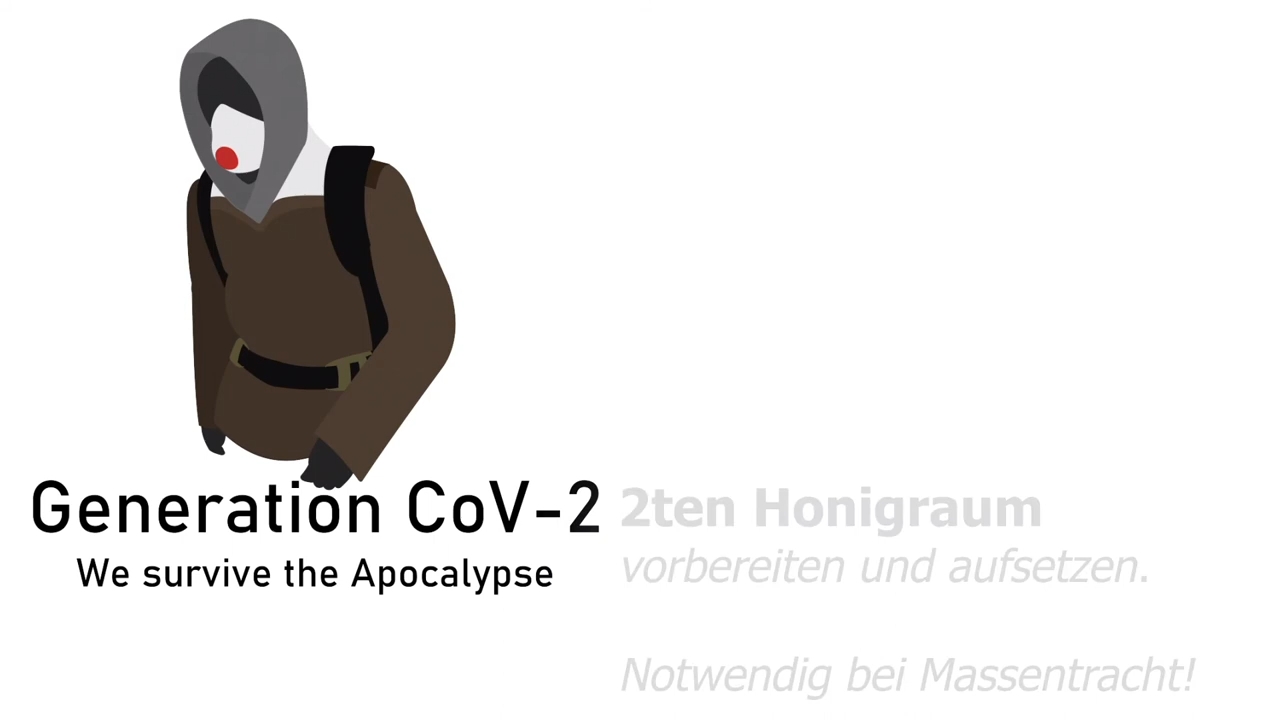 Generation CoV-2
We survive the Apocalypse
2ten Honigraum
vorbereiten und aufsetzen.
Notwendig bei Massentracht!